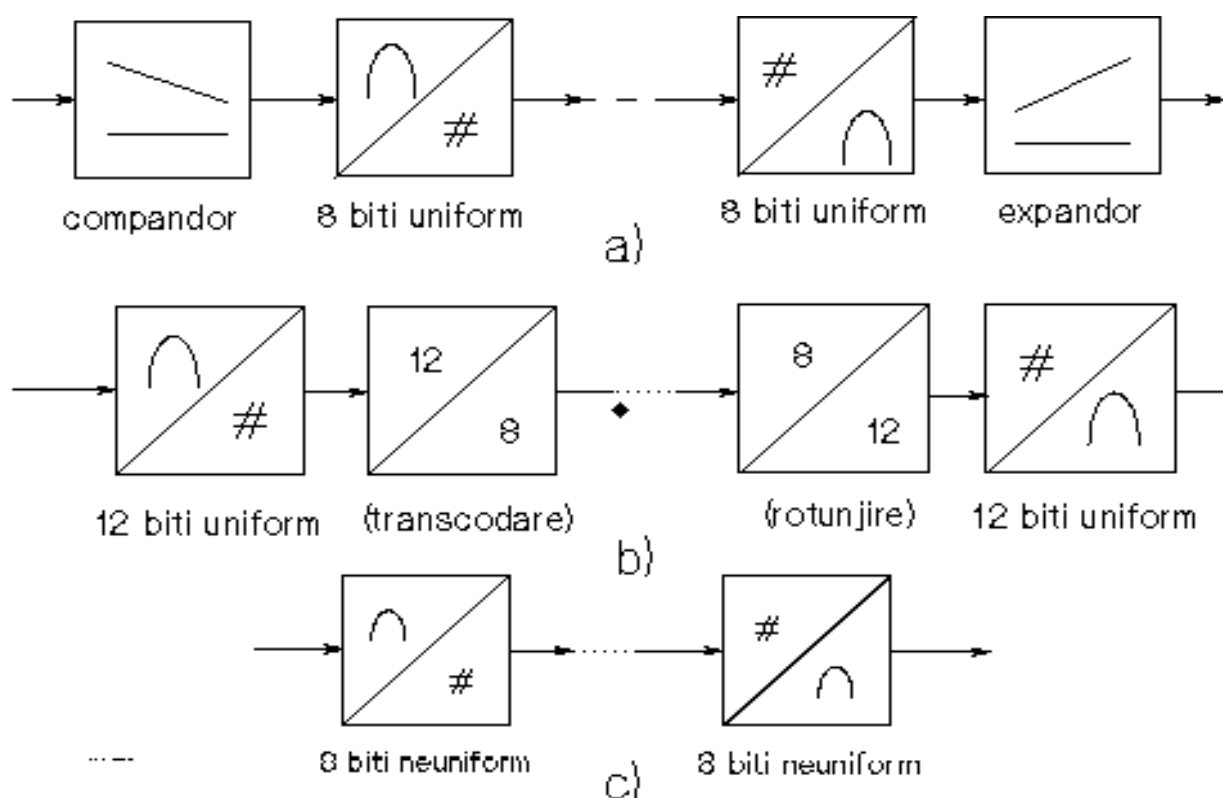 # #
compandor 8 biti uniform 8 biti uniform expandor
a)
12 8 #
# 8 12
12 biti uniform (transcodare) (rotunjire) 12 biti uniform
b)
# #
8 biti neuniform 8 biti neuniform
c)